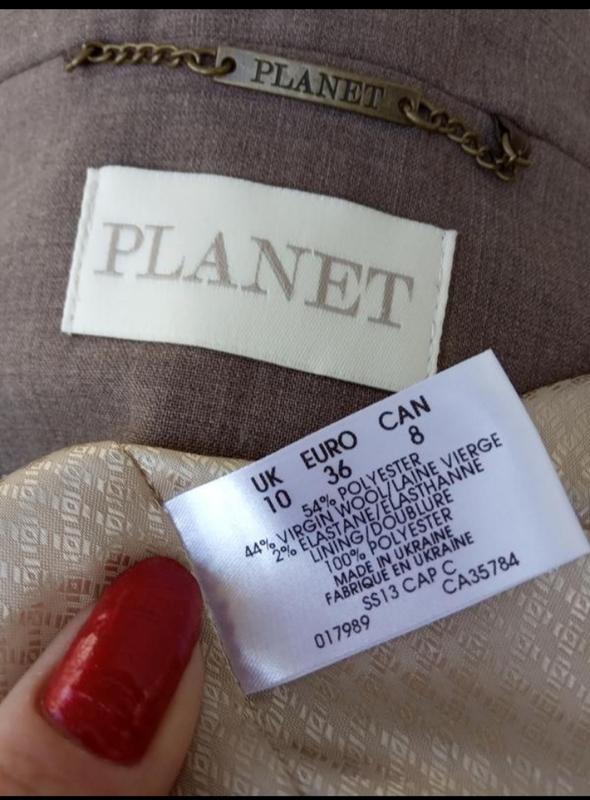 PLANET
PLANET
UK EURO CAN
10 36 8
54% POLYESTER
44% VIRGIN WOOL/LAINE VIERGE
2% ELASTANE/ELASTHANNE
LINING/DOUBLURE
100% POLYESTER
MADE IN UKRAINE
FABRIQUE EN UKRAINE
SS13 CAP C
017989 CA35784